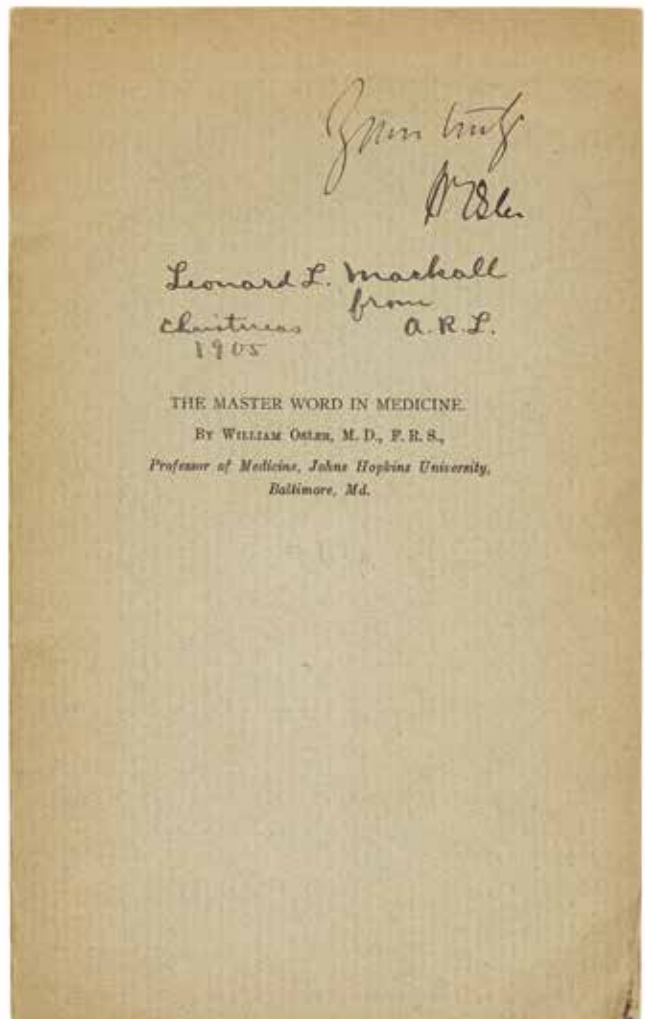 Yours truly
Wm Osler
Leonard L. Mackall
from
Christmas A.R.L.
1905
THE MASTER WORD IN MEDICINE.
BY WILLIAM OSLER, M. D., F. R. S.,
Professor of Medicine, Johns Hopkins University,
Baltimore, Md.